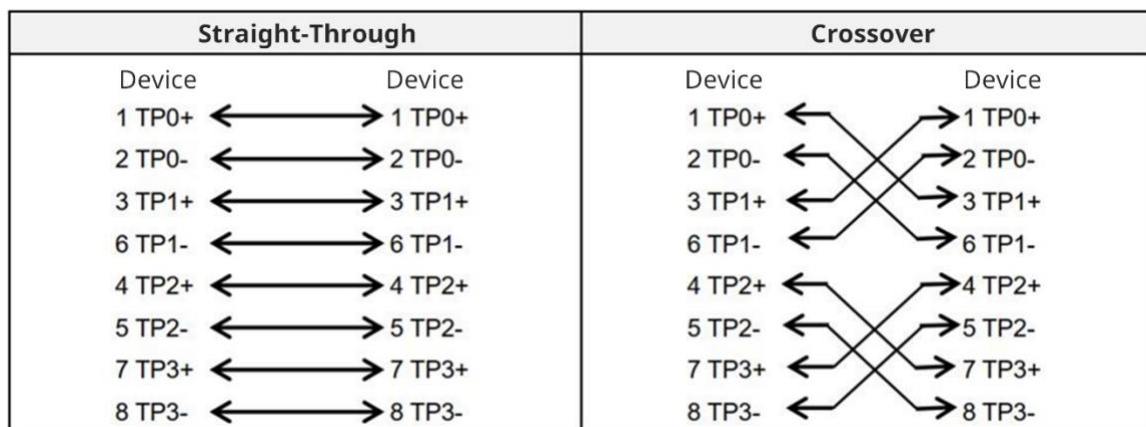 Straight-Through Crossover
Device Device Device Device
1 TP0+ 1 TP0+ 1 TP0+ 1 TP0+
2 TP0- 2 TP0- 2 TP0- 2 TP0-
3 TP1+ 3 TP1+ 3 TP1+ 3 TP1+
6 TP1- 6 TP1- 6 TP1- 6 TP1-
4 TP2+ 4 TP2+ 4 TP2+ 4 TP2+
5 TP2- 5 TP2- 5 TP2- 5 TP2-
7 TP3+ 7 TP3+ 7 TP3+ 7 TP3+
8 TP3- 8 TP3- 8 TP3- 8 TP3-